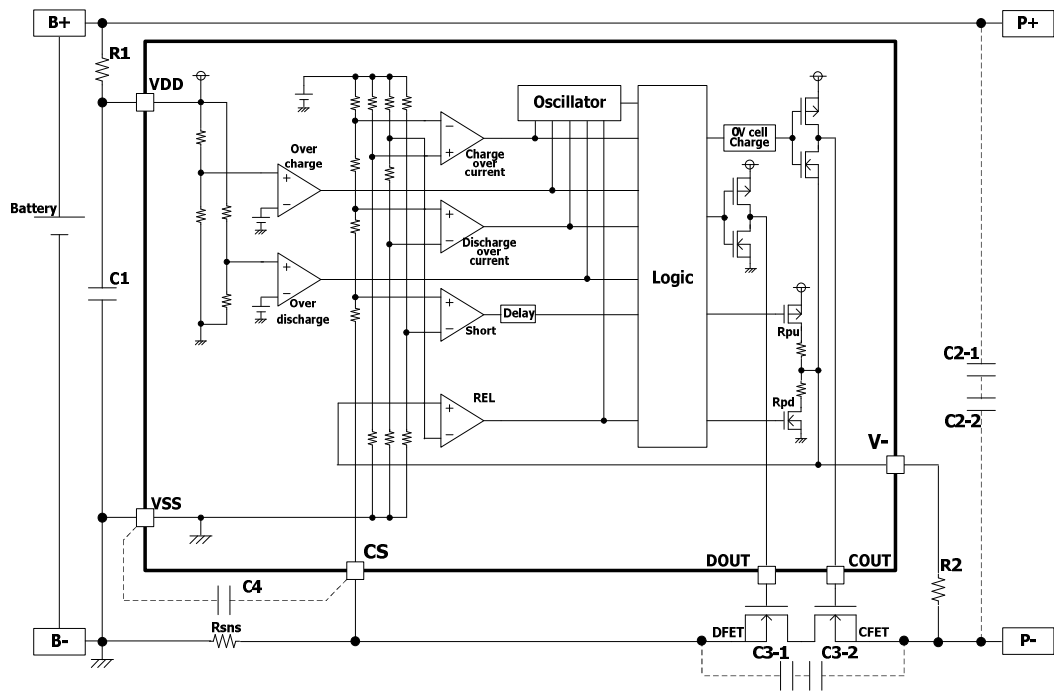 B+
P+
R1
VDD
Oscillator
Over
charge
Charge
over
current
0V cell
Charge
Battery
Discharge
over
current
Logic
C1
Over
discharge
Delay
Short
Rpu
C2-1
REL
Rpd
C2-2
V-
VSS
CS
DOUT
COUT
R2
C4
Rsns
B-
DFET
CFET
P-
C3-1
C3-2